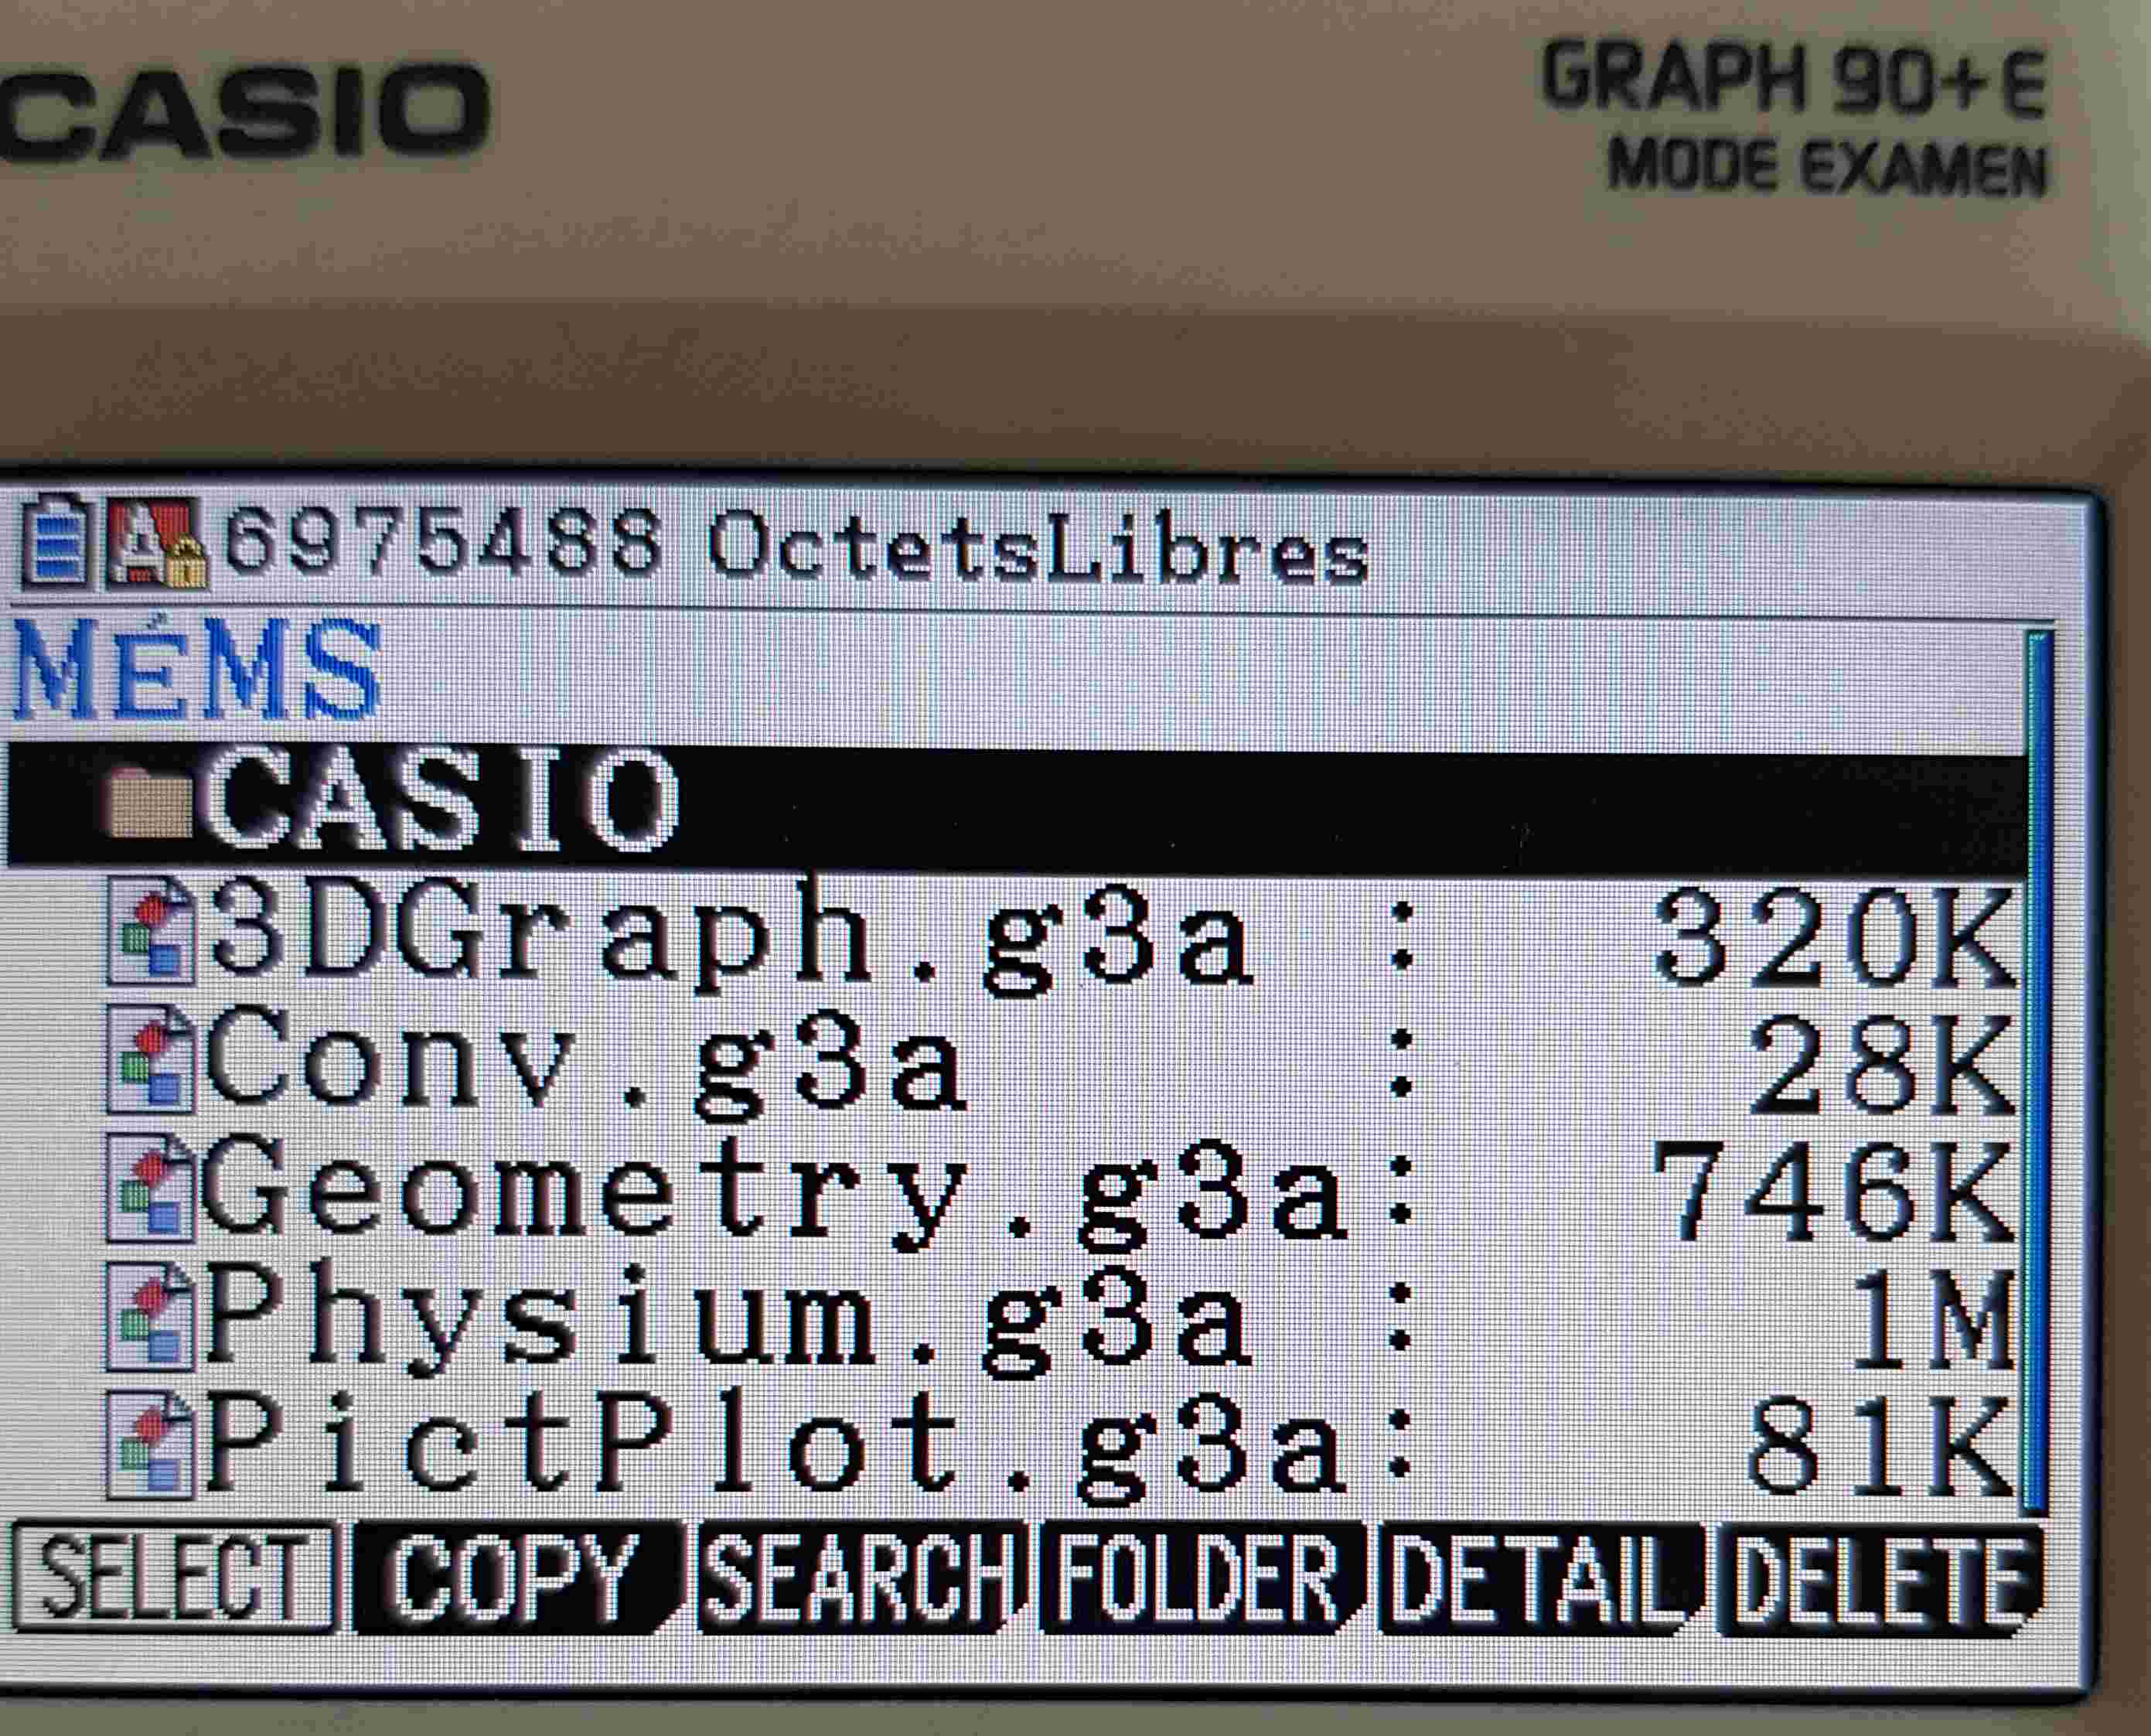 CASIO
GRAPH 90+E
MODE EXAMEN
6975488 OctetsLibres
MÉMS
CASIO
3DGraph.g3a : 320K
Conv.g3a : 28K
Geometry.g3a: 746K
Physium.g3a : 1M
PictPlot.g3a: 81K
SELECT COPY SEARCH FOLDER DETAIL DELETE